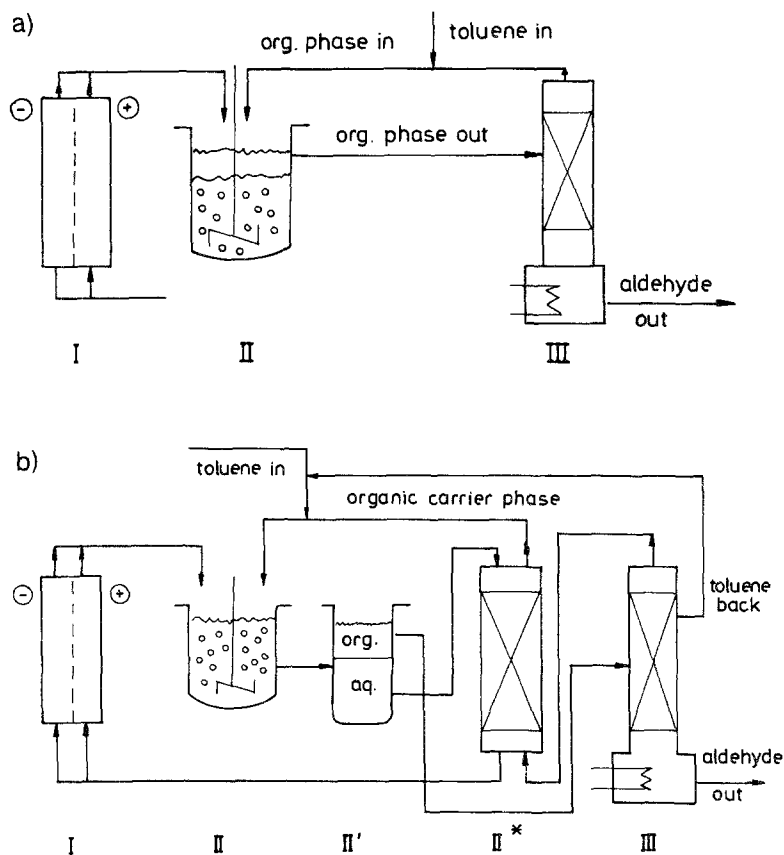 a)
org. phase in
toluene in
⊖ ⊕
org. phase out
aldehyde
out
I II III
b)
toluene in
organic carrier phase
⊖ ⊕
toluene
back
org.
aq.
aldehyde
out
I II II' II* III